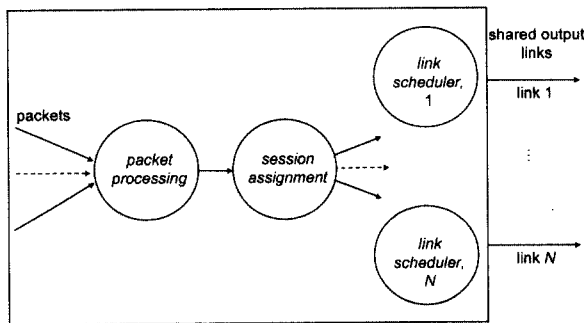 packets
packet
processing
session
assignment
link
scheduler,
1
link
scheduler,
N
shared output
links
link 1
link N